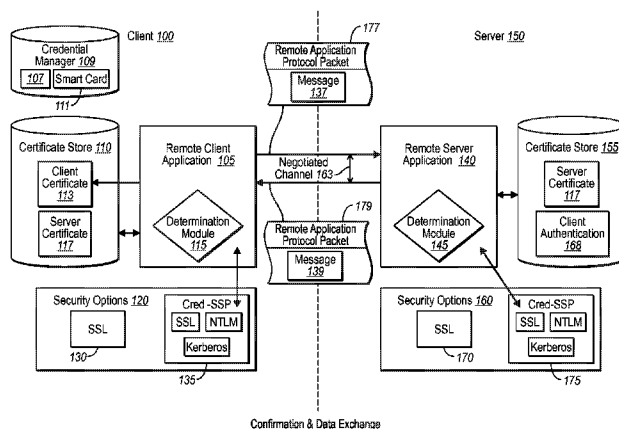 Client 100
Credential
Manager 109
107
Smart Card
111
177
Remote Application
Protocol Packet
Message
137
Server 150
Certificate Store 110
Client
Certificate
113
Server
Certificate
117
Remote Client
Application
105
Determination
Module
115
Negotiated
Channel 163
179
Remote Application
Protocol Packet
Message
139
Remote Server
Application
140
Determination
Module
145
Certificate Store 155
Server
Certificate
117
Client
Authentication
168
Security Options 120
SSL
130
Cred-SSP
SSL
NTLM
Kerberos
135
Security Options 160
SSL
170
Cred-SSP
SSL
NTLM
Kerberos
175
Confirmation & Data Exchange